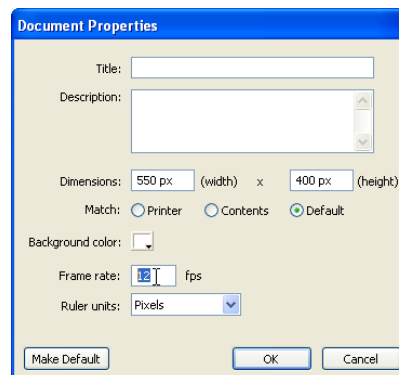 Document Properties
Title:
Description:
Dimensions: 550 px (width) x 400 px (height)
Match: Printer Contents Default
Background color:
Frame rate: 12 fps
Ruler units: Pixels
Make Default OK Cancel